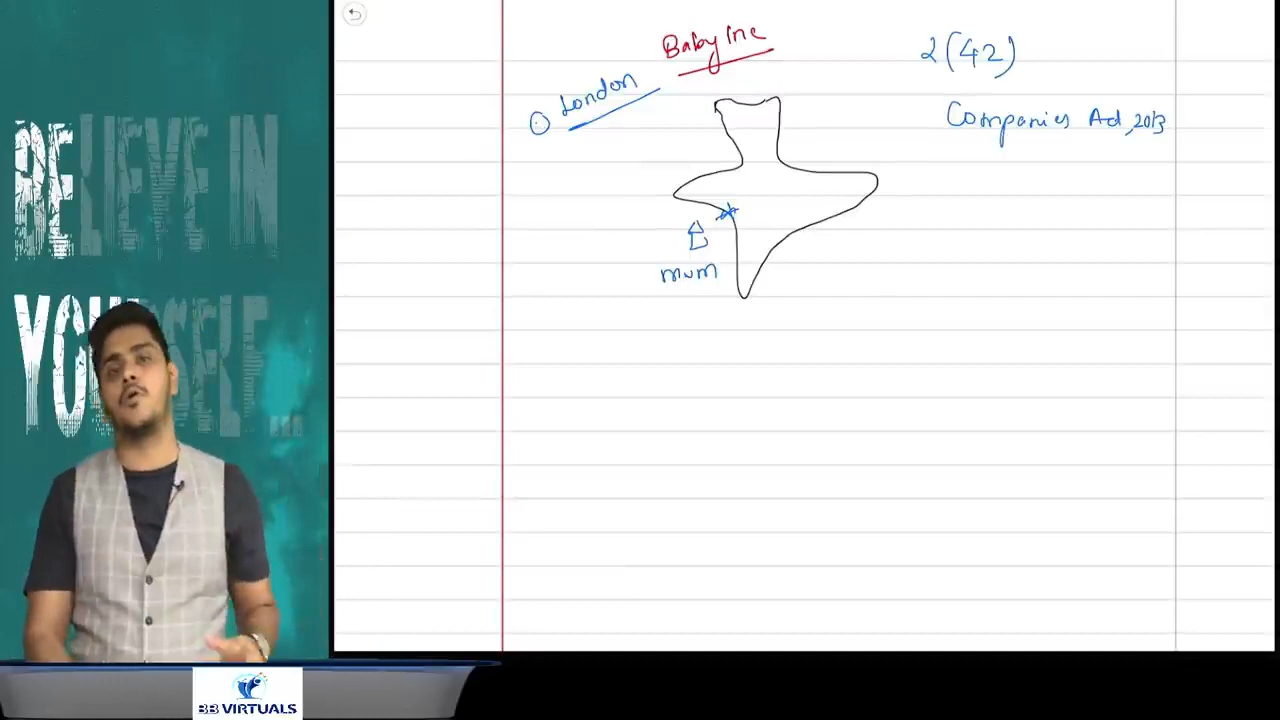 BELIEVE IN
YOURSELF...
Baby Inc
London
2(42)
Companies Act, 2013
mum
BB VIRTUALS